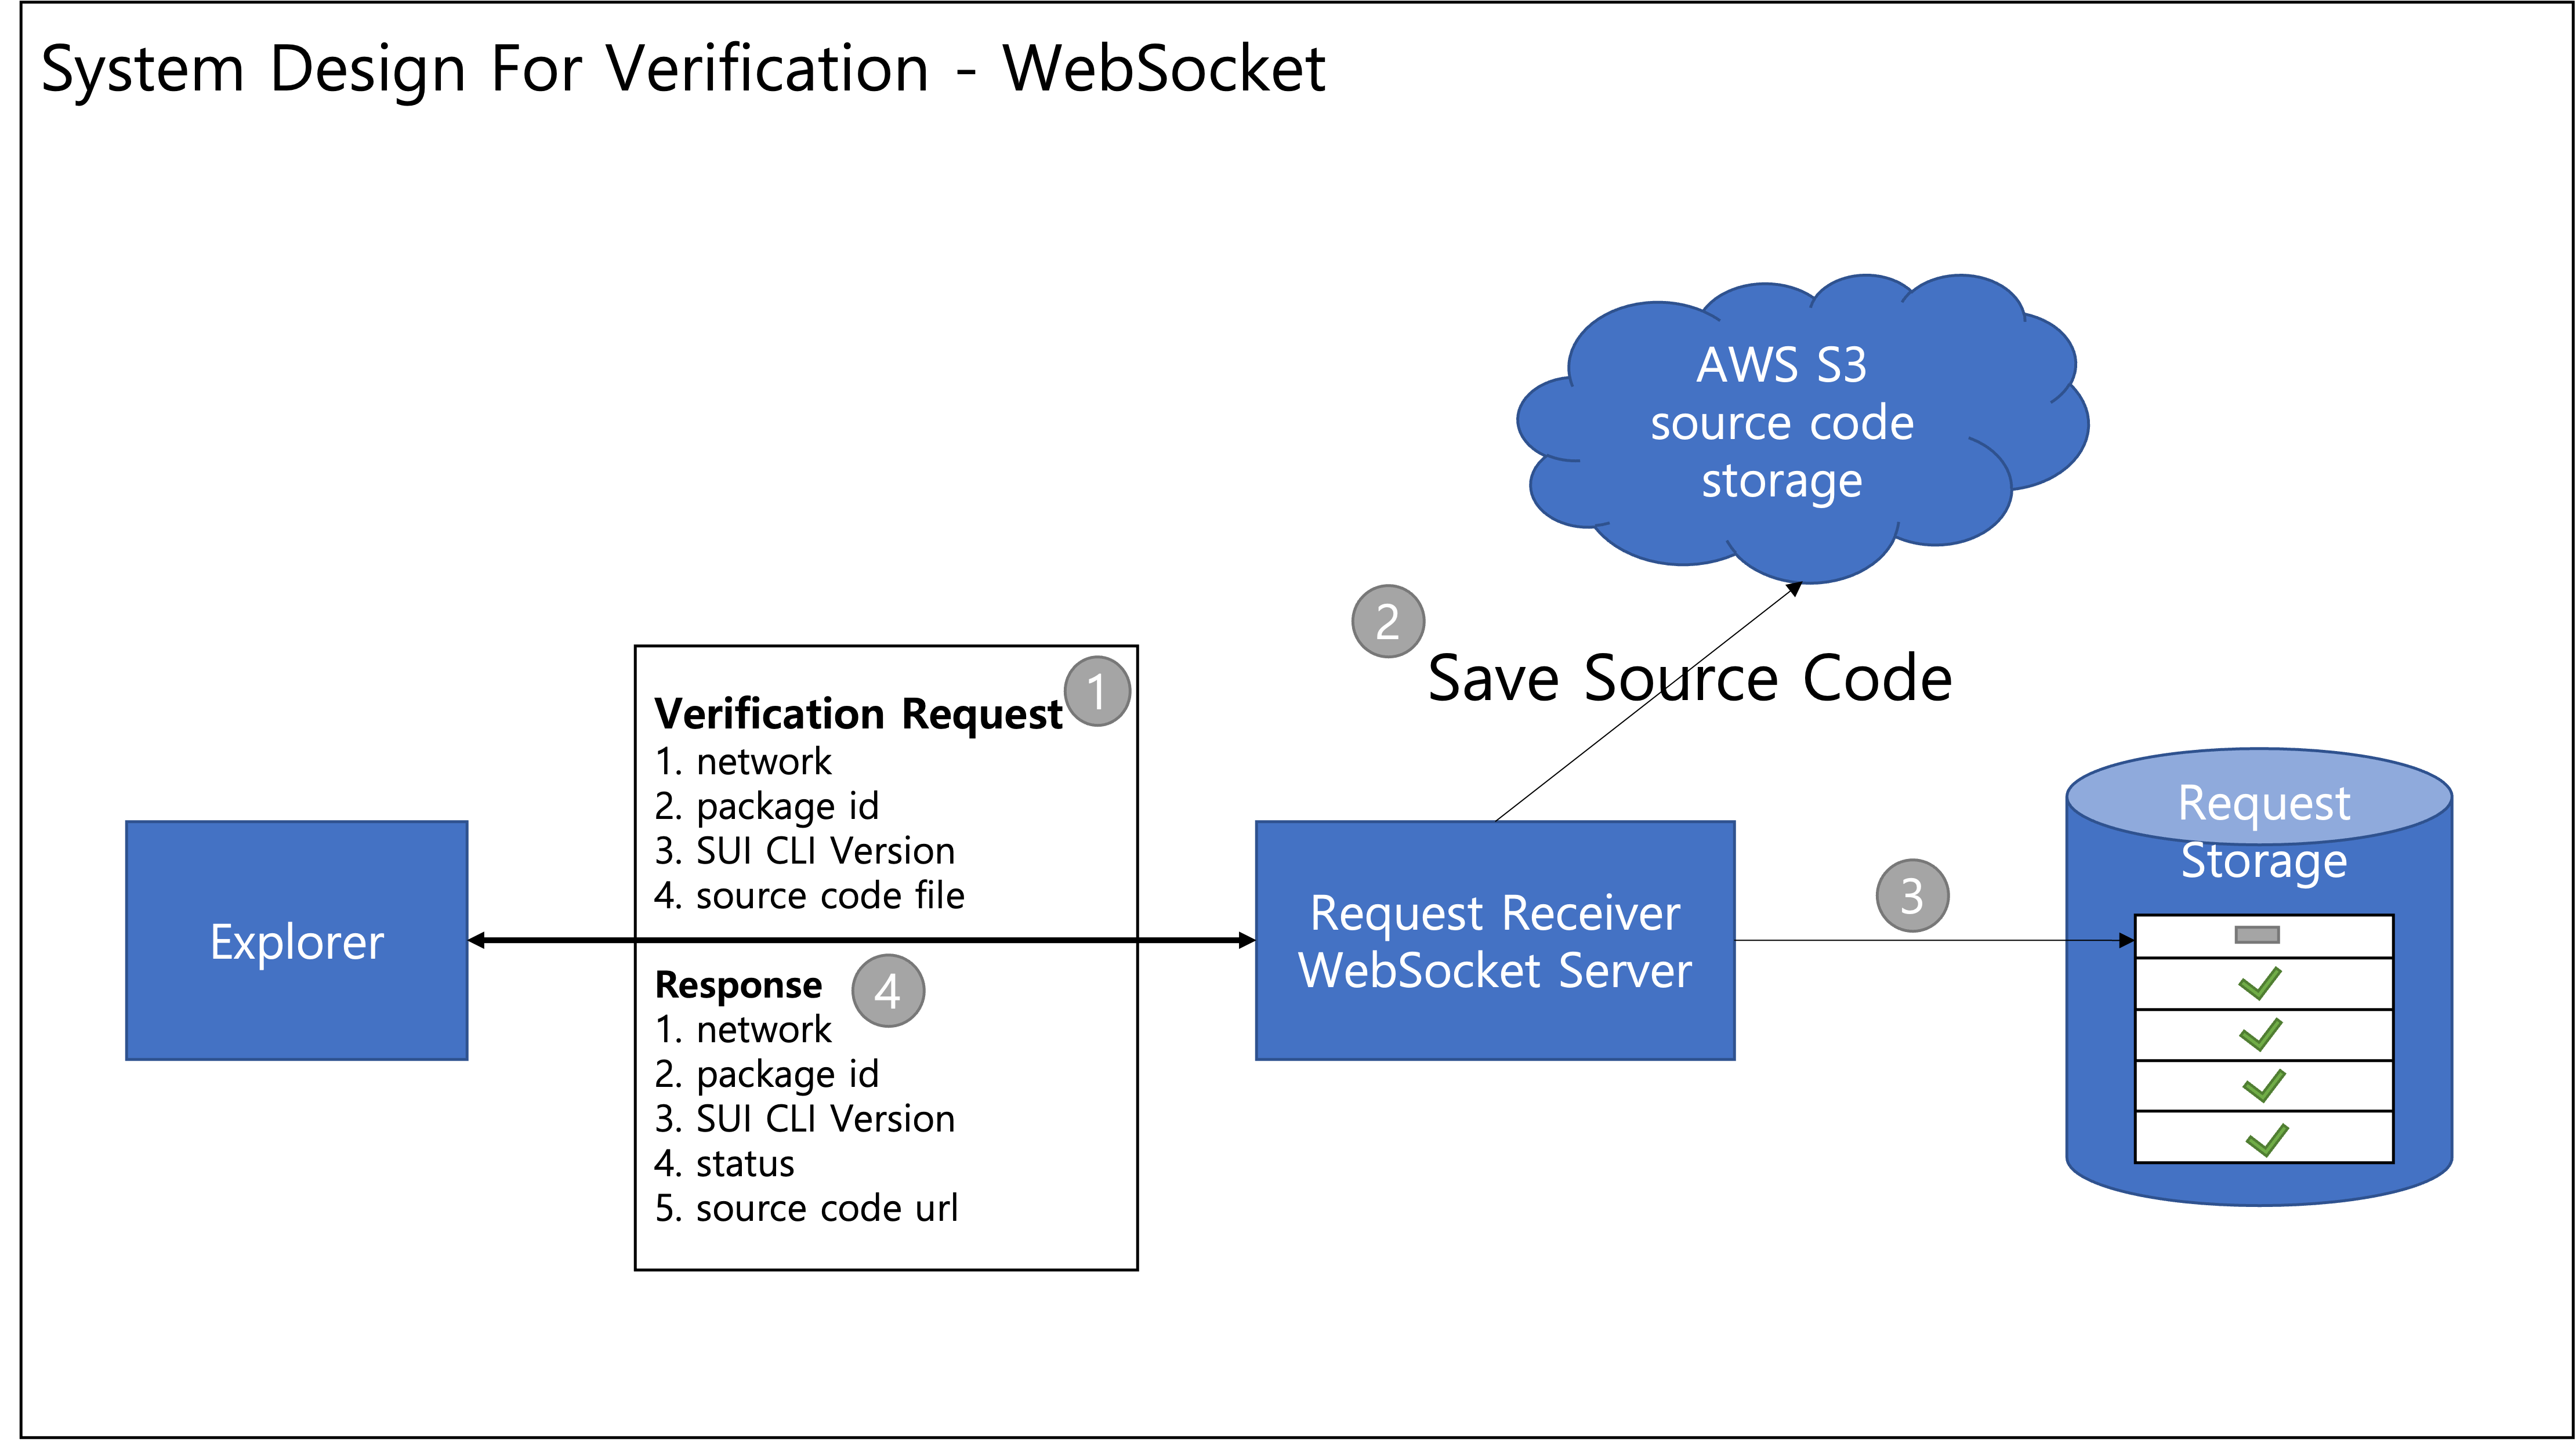 System Design For Verification - WebSocket
AWS S3
source code
storage
2
Save Source Code
1
Verification Request
1. network
2. package id
3. SUI CLI Version
4. source code file
Explorer
Response
4
1. network
2. package id
3. SUI CLI Version
4. status
5. source code url
Request Receiver
WebSocket Server
3
Request
Storage